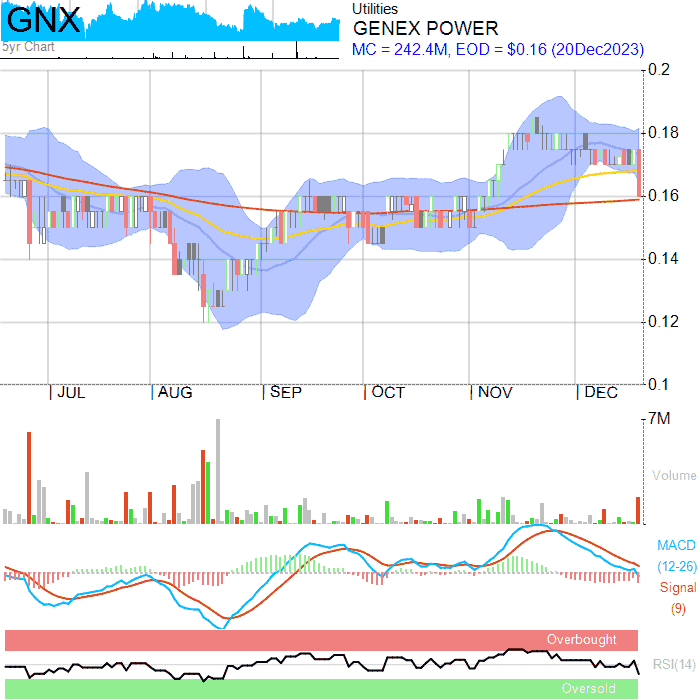 GNX
5yr Chart
Utilities
GENEX POWER
MC = 242.4M, EOD = $0.16 (20Dec2023)
0.2
0.18
0.16
0.14
0.12
0.1
JUL AUG SEP OCT NOV DEC
7M
Volume
MACD
(12-26)
Signal
(9)
Overbought
RSI(14)
Oversold